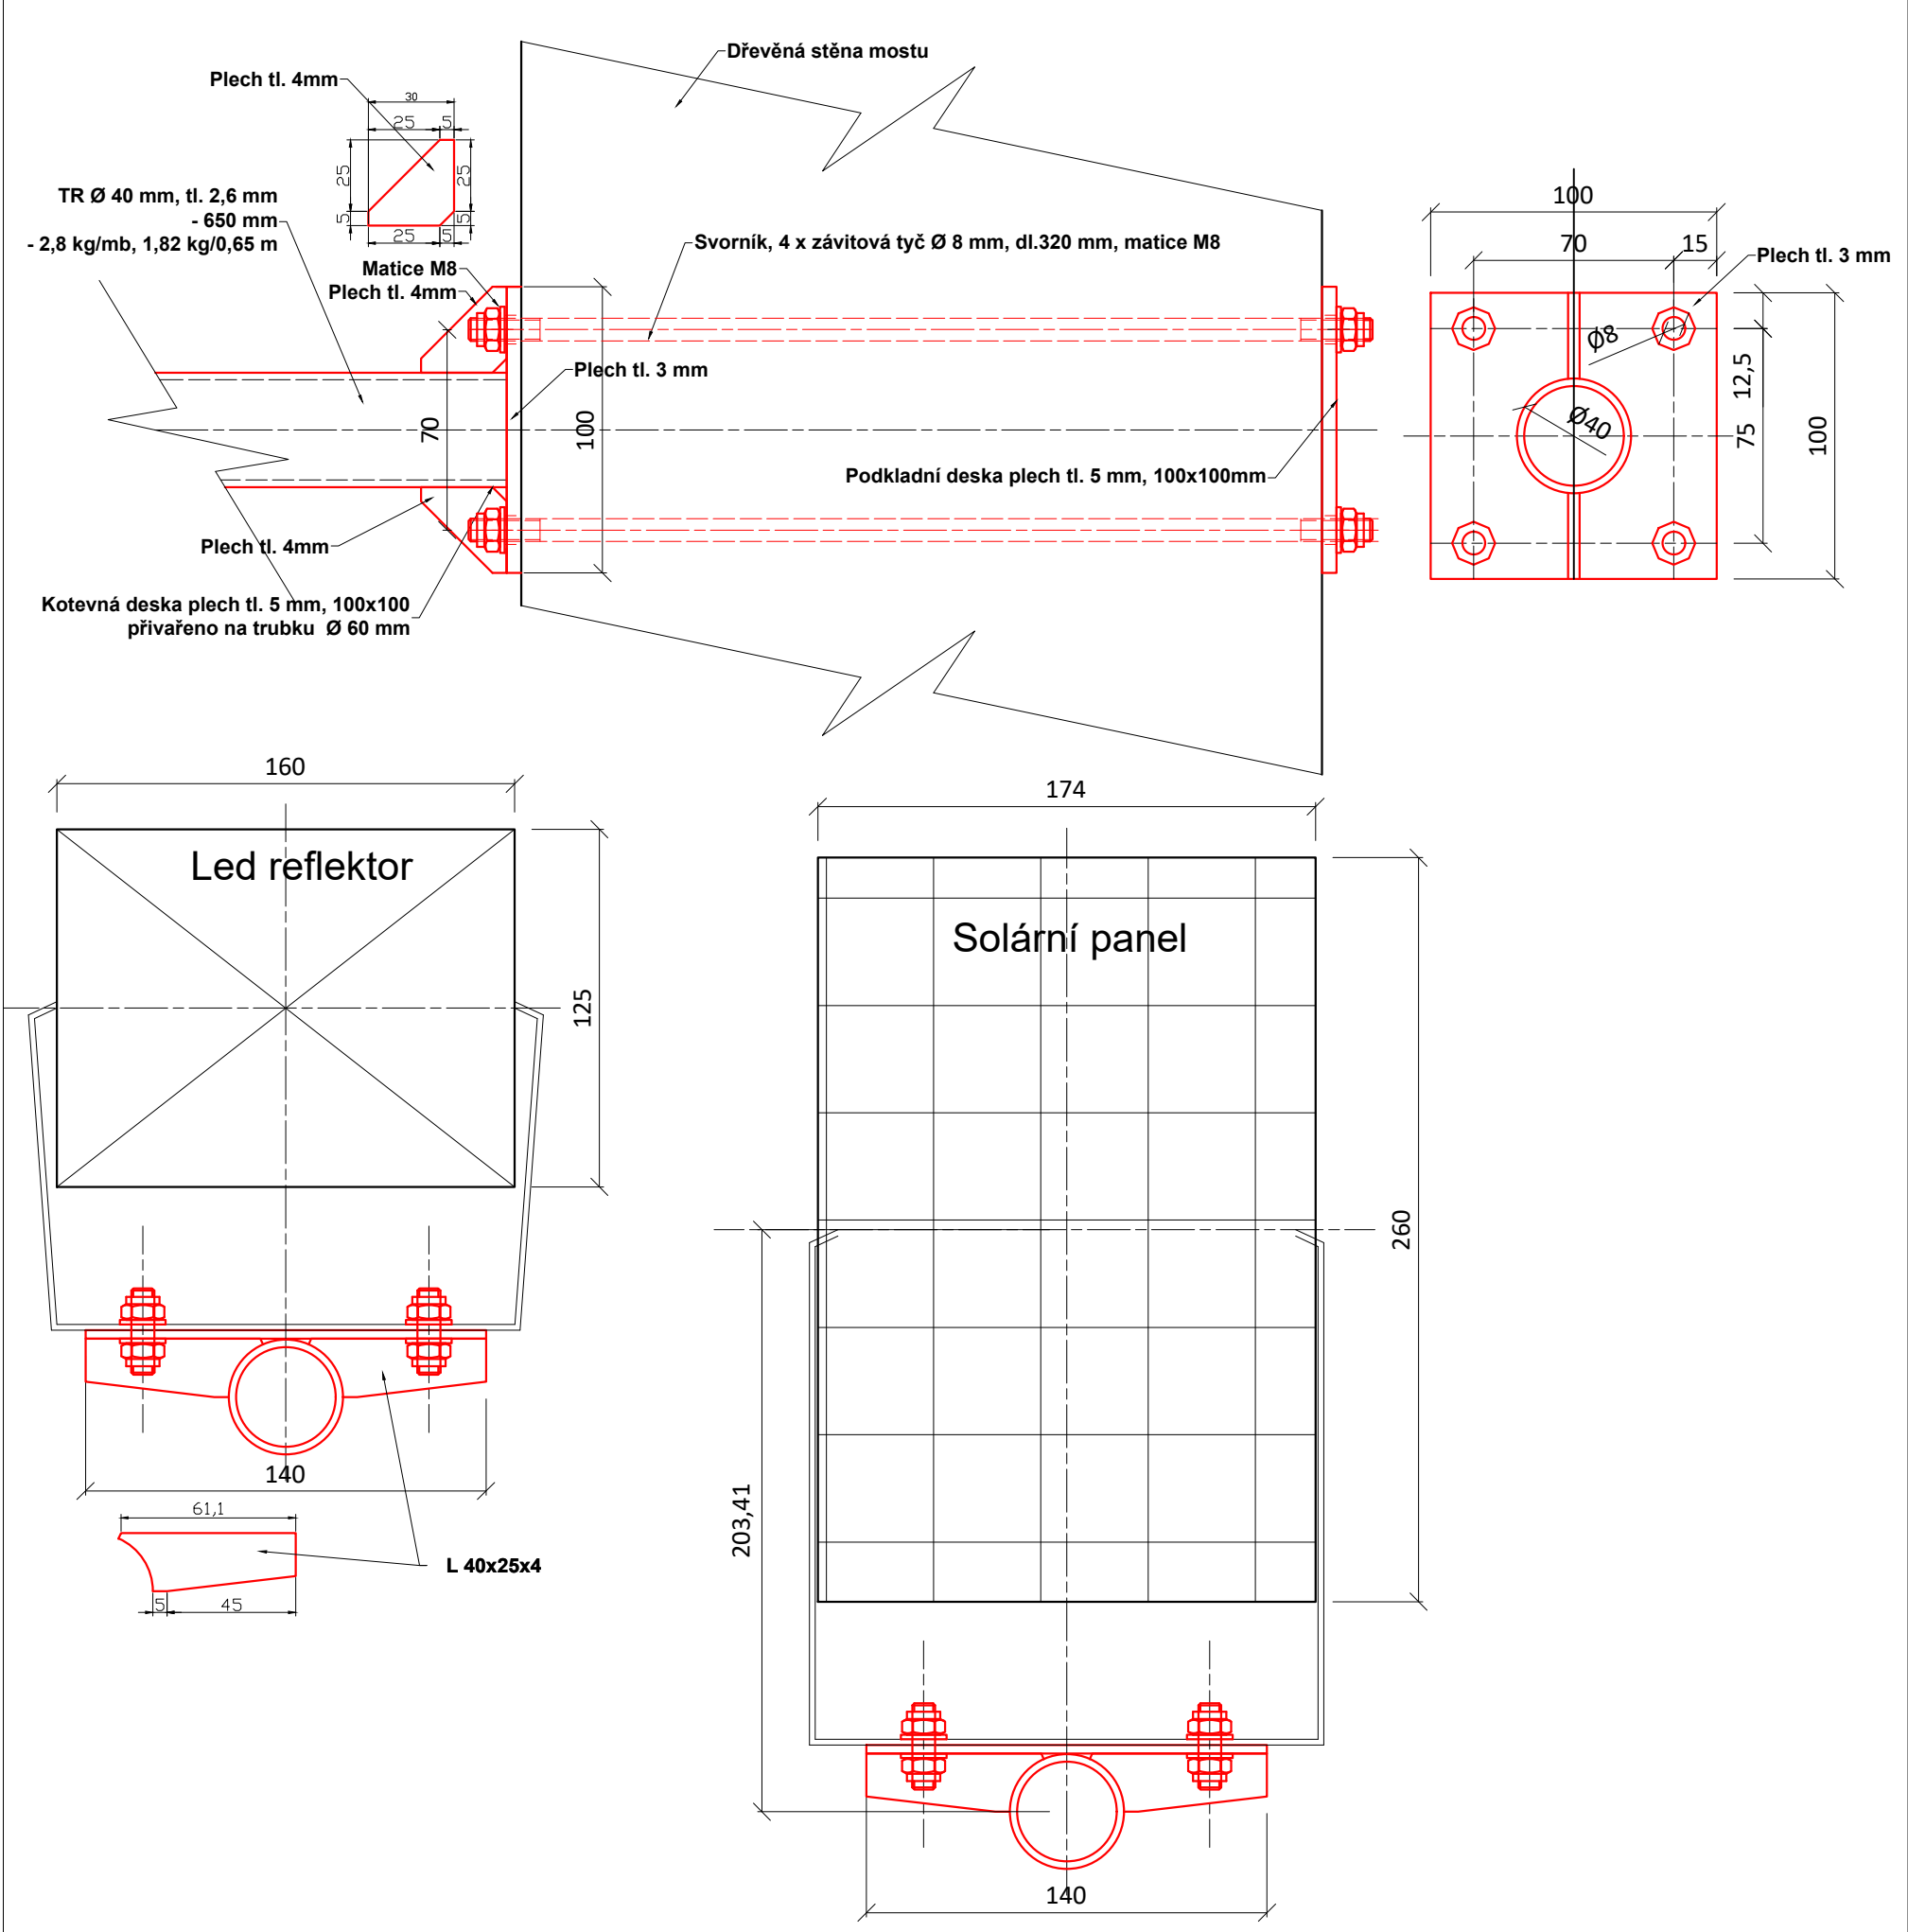 Dřevěná stěna mostu
Plech tl. 4mm
30
25
5
25
25
5
5
25
5
TR Ø 40 mm, tl. 2,6 mm
- 650 mm
- 2,8 kg/mb, 1,82 kg/0,65 m
Svorník, 4 x závitová tyč Ø 8 mm, dl.320 mm, matice M8
Matice M8
Plech tl. 4mm
Plech tl. 3 mm
70
100
Podkladní deska plech tl. 5 mm, 100x100mm
Plech tl. 4mm
Kotevná deska plech tl. 5 mm, 100x100
přivařeno na trubku Ø 60 mm
100
70
15
Plech tl. 3 mm
Ø8
12,5
Ø40
75
100
160
Led reflektor
125
140
61,1
5
45
L 40x25x4
174
Solární panel
260
203,41
140